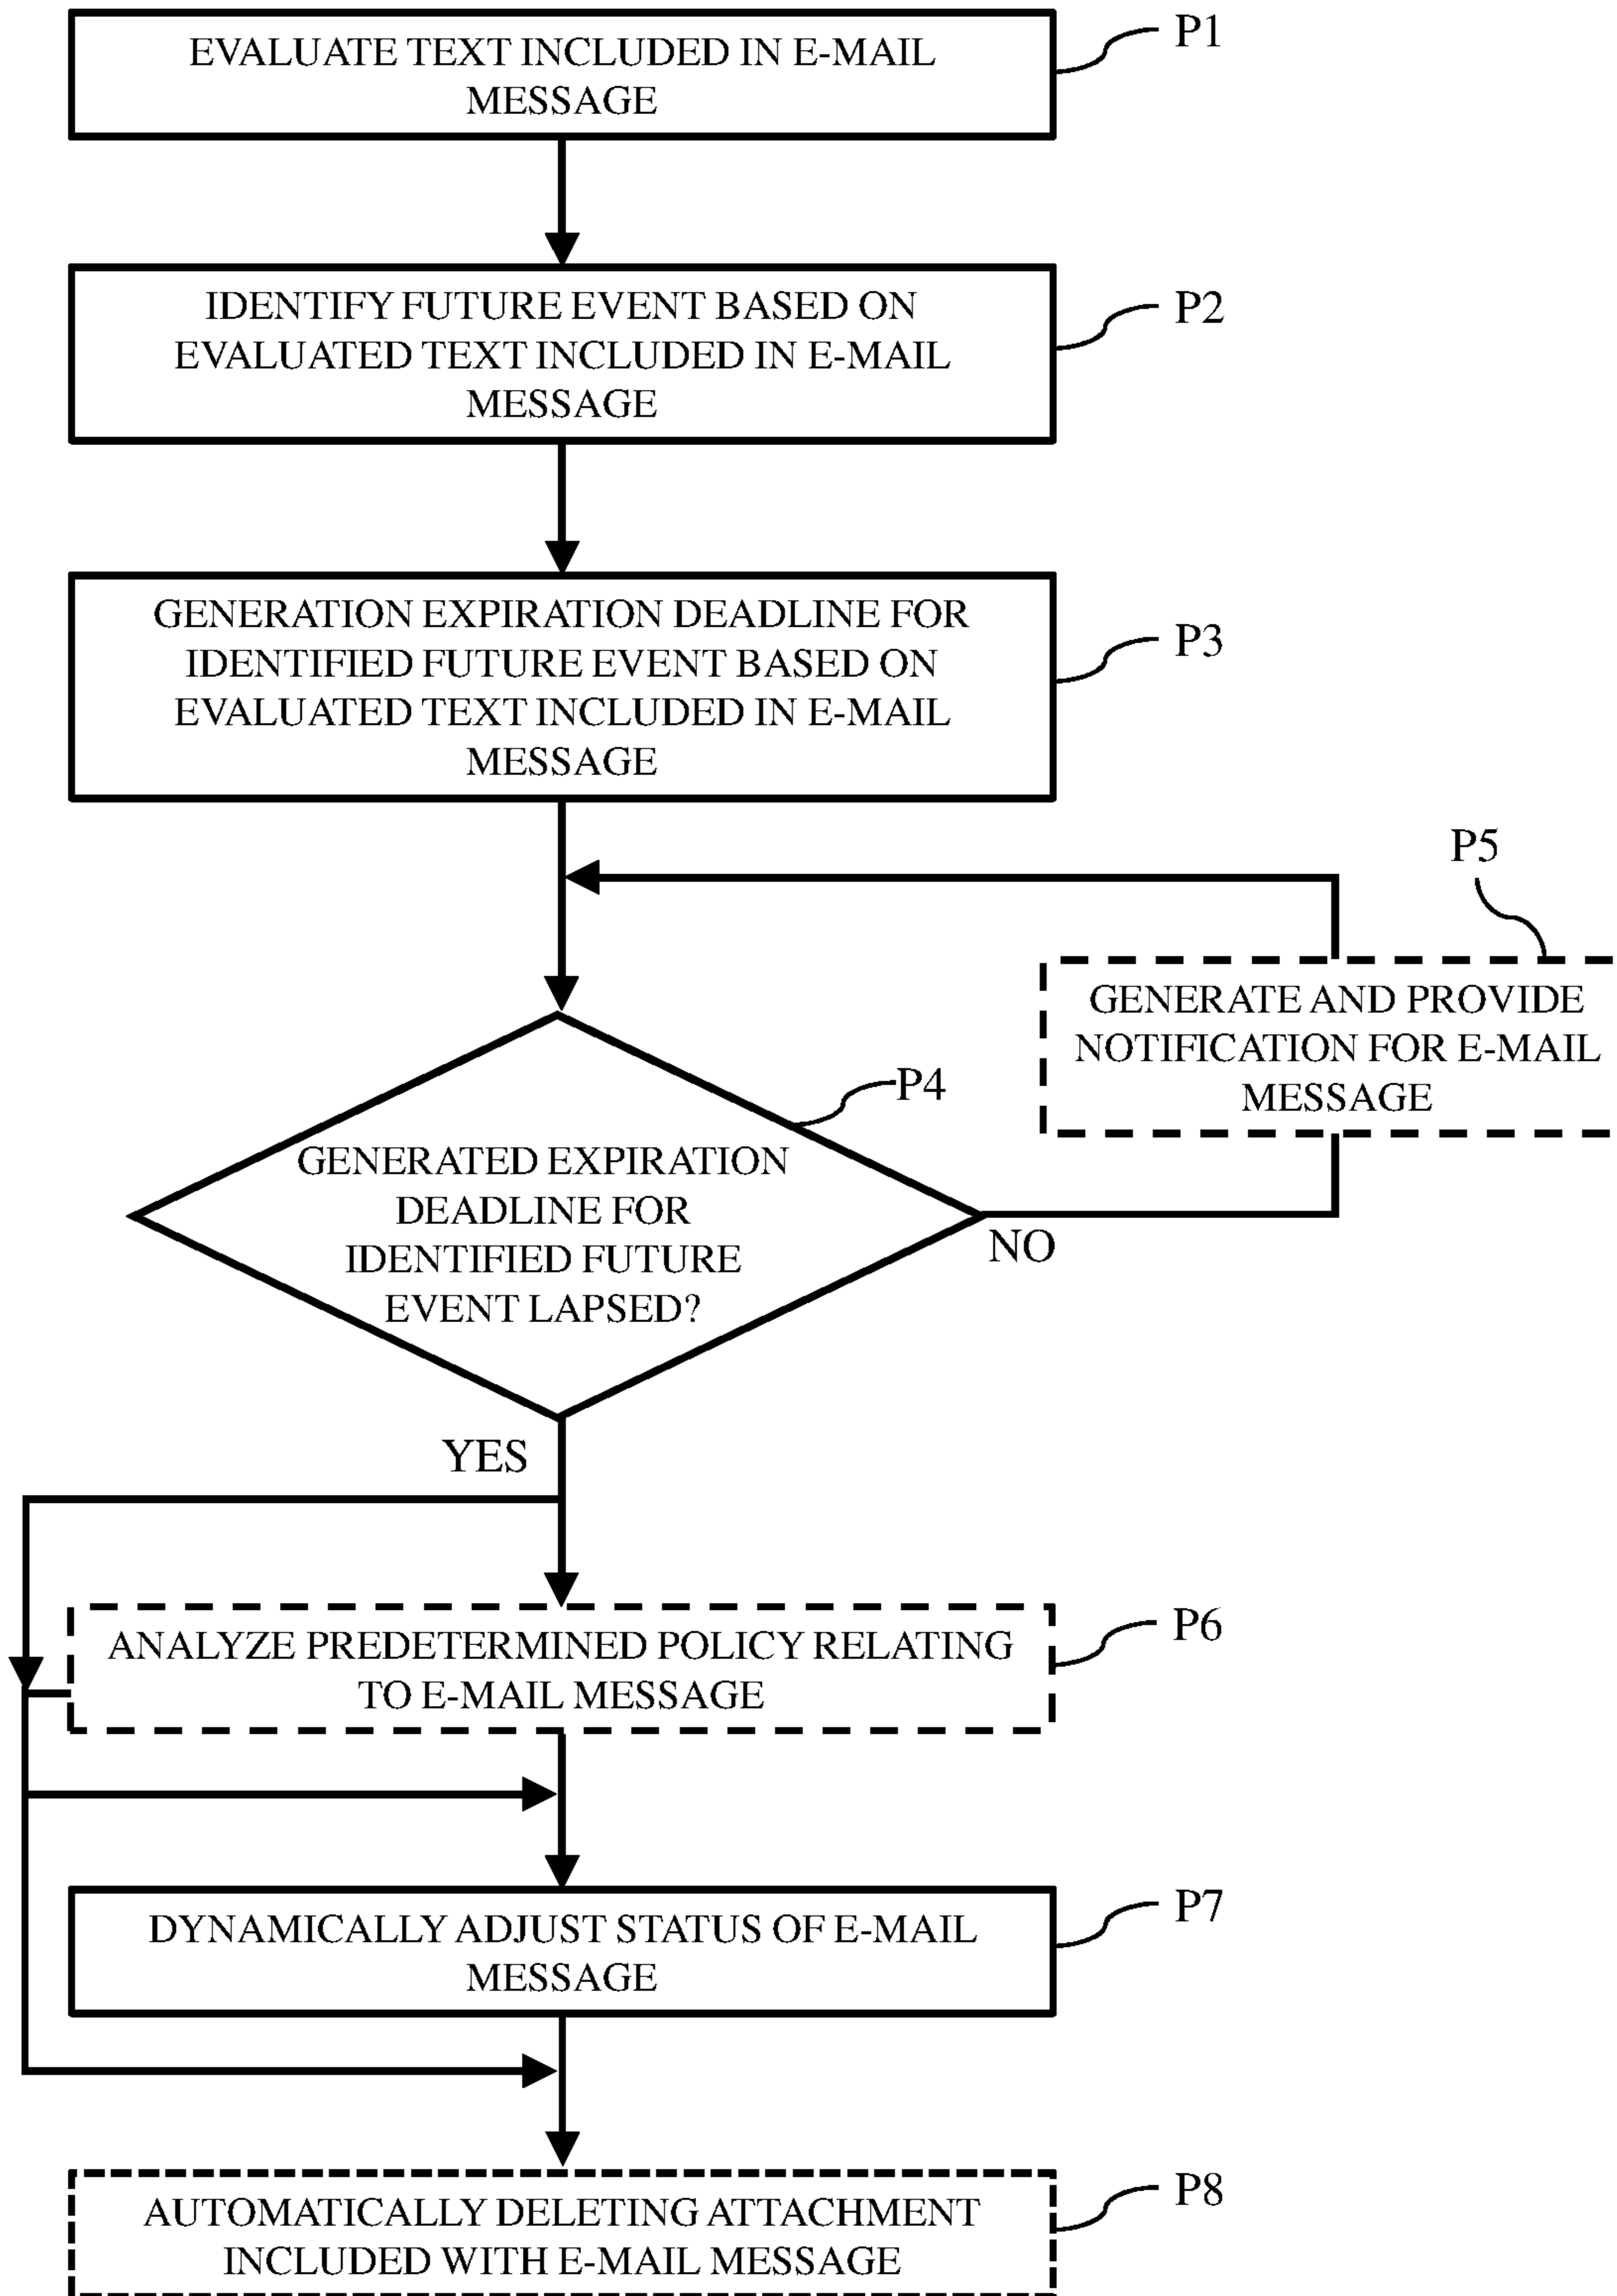 EVALUATE TEXT INCLUDED IN E-MAIL
MESSAGE
P1
IDENTIFY FUTURE EVENT BASED ON
EVALUATED TEXT INCLUDED IN E-MAIL
MESSAGE
P2
GENERATION EXPIRATION DEADLINE FOR
IDENTIFIED FUTURE EVENT BASED ON
EVALUATED TEXT INCLUDED IN E-MAIL
MESSAGE
P3
P5
GENERATE AND PROVIDE
NOTIFICATION FOR E-MAIL
MESSAGE
P4
GENERATED EXPIRATION
DEADLINE FOR
IDENTIFIED FUTURE
EVENT LAPSED?
NO
YES
ANALYZE PREDETERMINED POLICY RELATING
TO E-MAIL MESSAGE
P6
DYNAMICALLY ADJUST STATUS OF E-MAIL
MESSAGE
P7
AUTOMATICALLY DELETING ATTACHMENT
INCLUDED WITH E-MAIL MESSAGE
P8